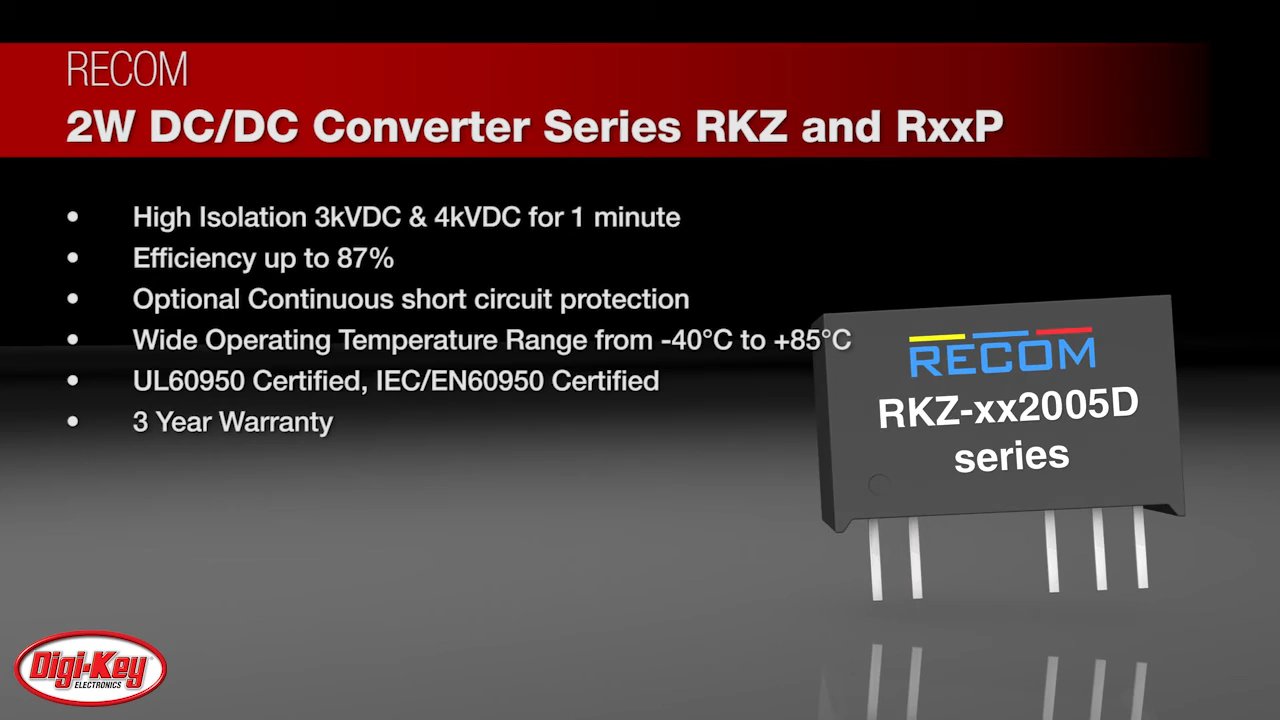 RECOM
2W DC/DC Converter Series RKZ and RxxP
• High Isolation 3kVDC & 4kVDC for 1 minute
• Efficiency up to 87%
• Optional Continuous short circuit protection
• Wide Operating Temperature Range from -40°C to +85°C
• UL60950 Certified, IEC/EN60950 Certified
• 3 Year Warranty
RECOM
RKZ-xx2005D
series
Digi-Key
ELECTRONICS